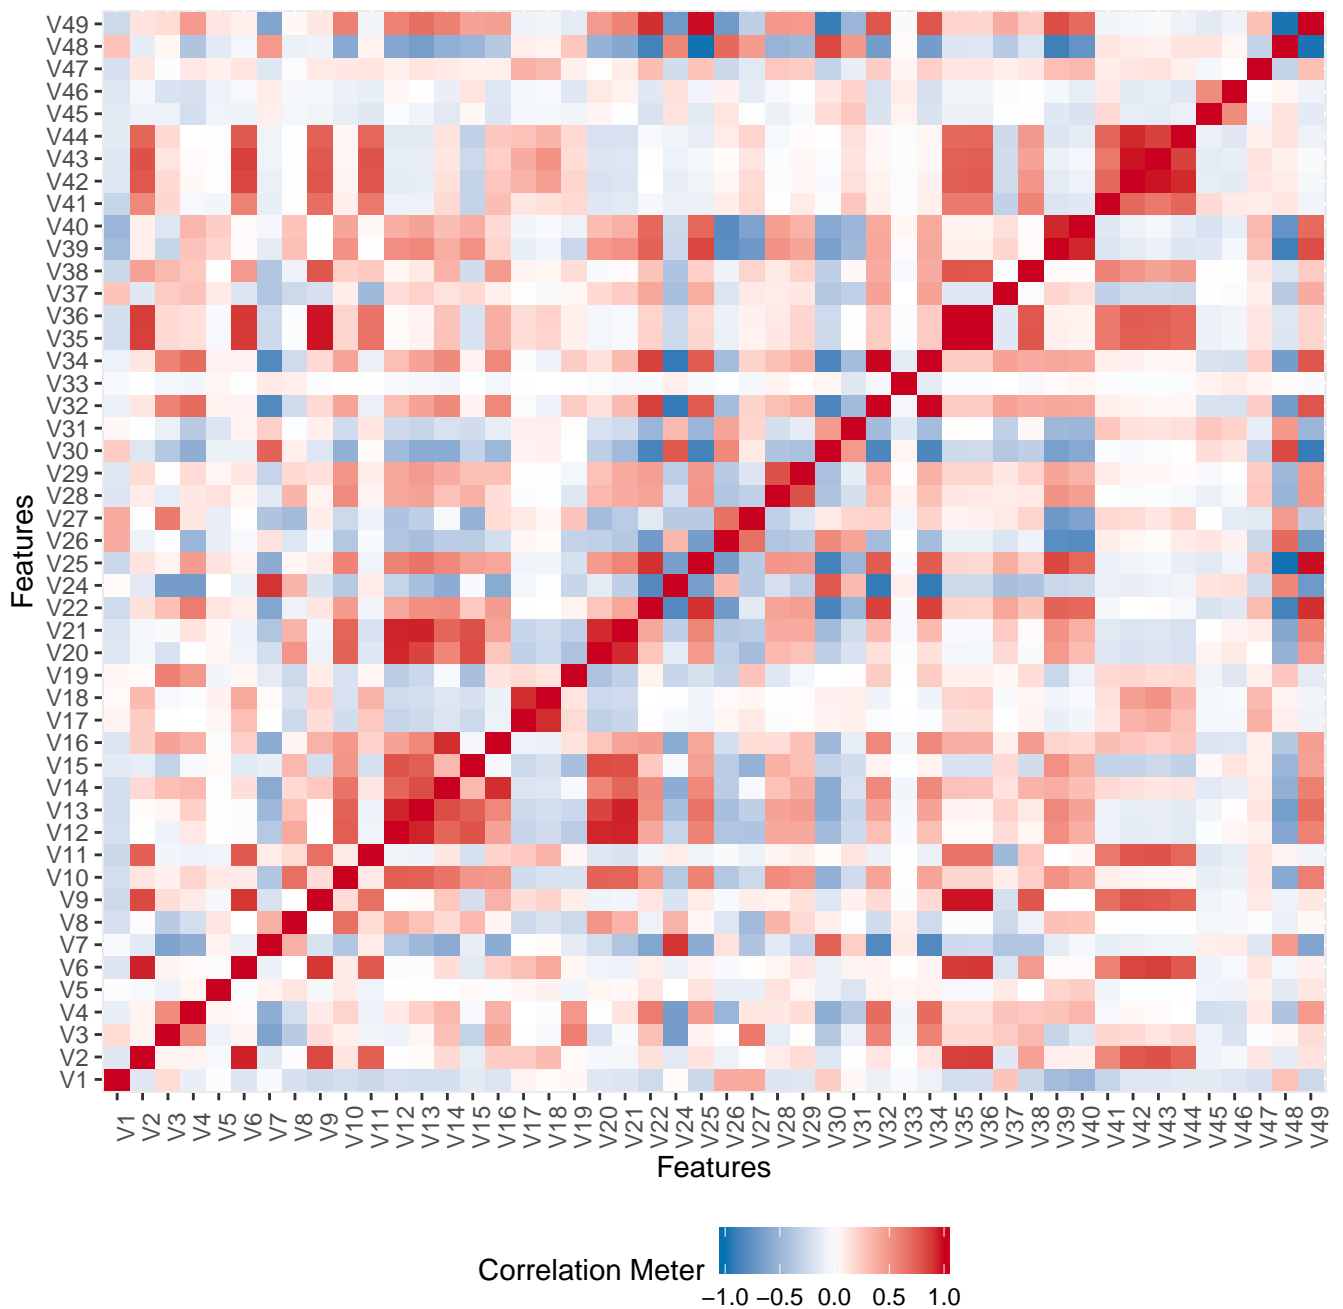 V49
V48
V47
V46
V45
V44
V43
V42
V41
V40
V39
V38
V37
V36
V35
V34
V33
V32
V31
V30
V29
V28
V27
V26
V25
V24
V22
V21
V20
V19
V18
V17
V16
V15
V14
V13
V12
V11
V10
V9
V8
V7
V6
V5
V4
V3
V2
V1
Features
V1 V2 V3 V4 V5 V6 V7 V8 V9 V10 V11 V12 V13 V14 V15 V16 V17 V18 V19 V20 V21 V22 V24 V25 V26 V27 V28 V29 V30 V31 V32 V33 V34 V35 V36 V37 V38 V39 V40 V41 V42 V43 V44 V45 V46 V47 V48 V49
Features
Correlation Meter
−1.0 −0.5 0.0 0.5 1.0